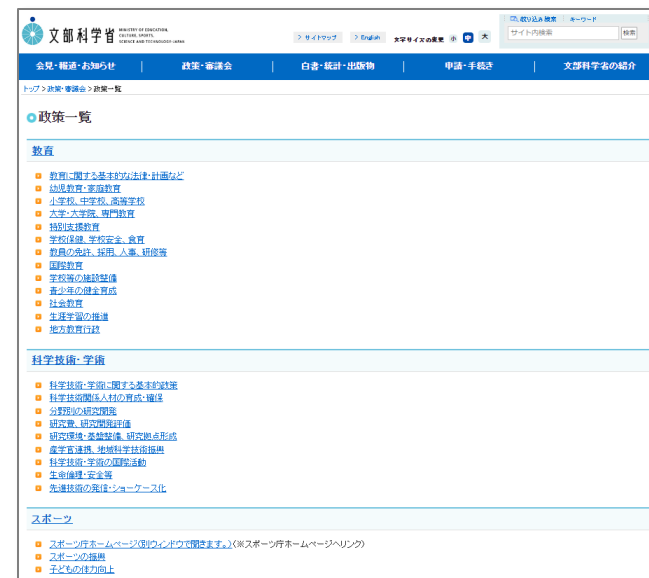 文部科学省 MINISTRY OF EDUCATION, CULTURE, SPORTS, SCIENCE AND TECHNOLOGY-JAPAN
サイトマップ English 文字サイズの変更 小 中 大
絞り込み検索 キーワード
サイト内検索 検索
会見・報道・お知らせ 政策・審議会 白書・統計・出版物 申請・手続き 文部科学省の紹介
トップ > 政策・審議会 > 政策一覧
政策一覧
教育
教育に関する基本的な法律・計画など
幼児教育・家庭教育
小学校、中学校、高等学校
大学・大学院、専門教育
特別支援教育
学校保健、学校安全、食育
教員の免許、採用、人事、研修等
国際教育
学校等の施設整備
青少年の健全育成
社会教育
生涯学習の推進
地方教育行政
科学技術・学術
科学技術・学術に関する基本的政策
科学技術関係人材の育成・確保
分野別の研究開発
研究費、研究開発評価
研究環境・基盤整備、研究拠点形成
産学官連携、地域科学技術振興
科学技術・学術の国際活動
生命倫理・安全等
先進技術の発信・ショーケース化
スポーツ
スポーツ庁ホームページ(別ウィンドウで開きます。)(※スポーツ庁ホームページへリンク)
スポーツの振興
子どもの体力向上